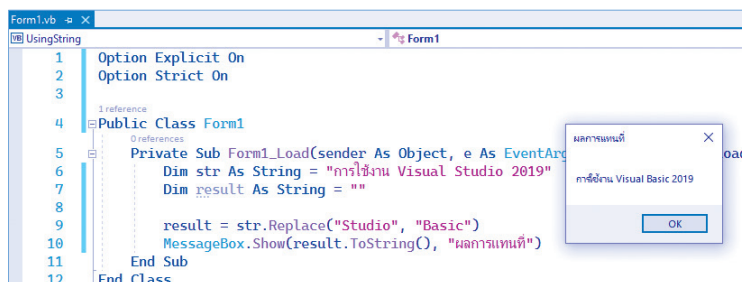 Form1.vb
VB UsingString
Form1
1 Option Explicit On
2 Option Strict On
3
1 reference
4 Public Class Form1
0 references
5 Private Sub Form1_Load(sender As Object, e As EventArg
6 Dim str As String = "การใช้งาน Visual Studio 2019"
7 Dim result As String = ""
8
9 result = str.Replace("Studio", "Basic")
10 MessageBox.Show(result.ToString(), "ผลการแทนที่")
11 End Sub
12 End Class
ผลการแทนที่
การใช้งาน Visual Basic 2019
OK